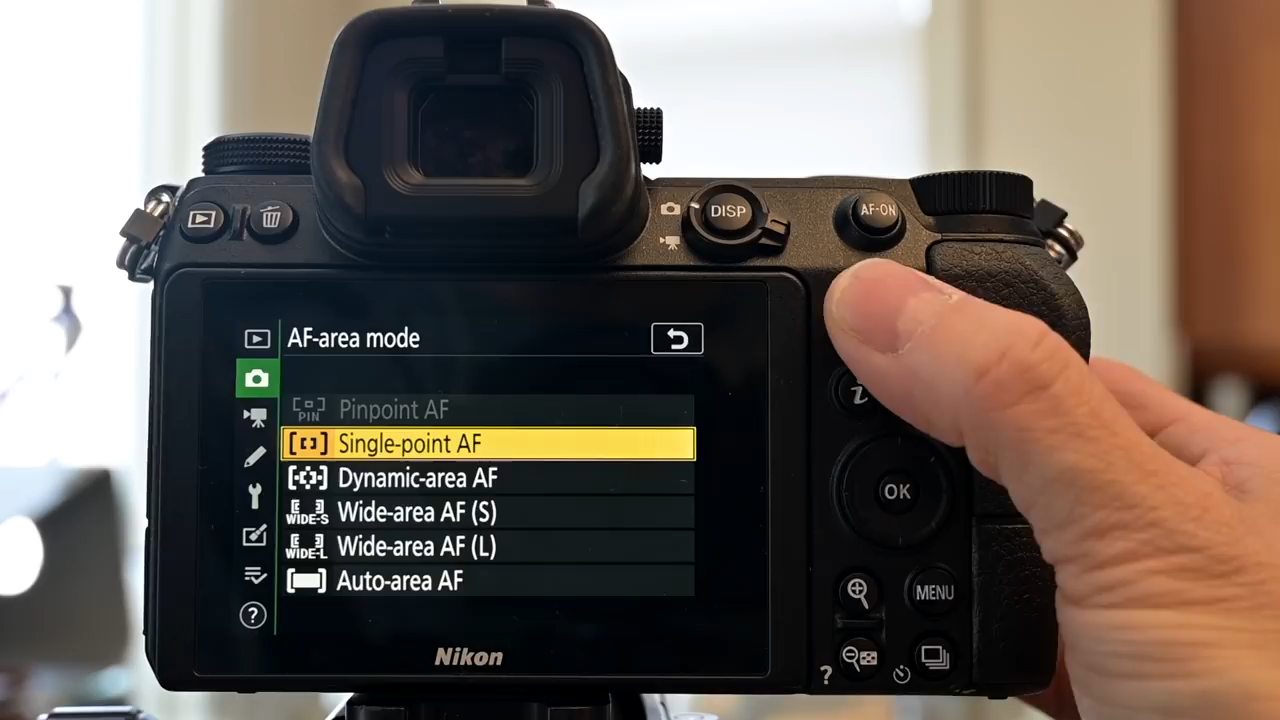 DISP
AF-ON
AF-area mode
PIN
Pinpoint AF
Single-point AF
Dynamic-area AF
WIDE-S
Wide-area AF (S)
WIDE-L
Wide-area AF (L)
Auto-area AF
?
Nikon
i
OK
MENU
?